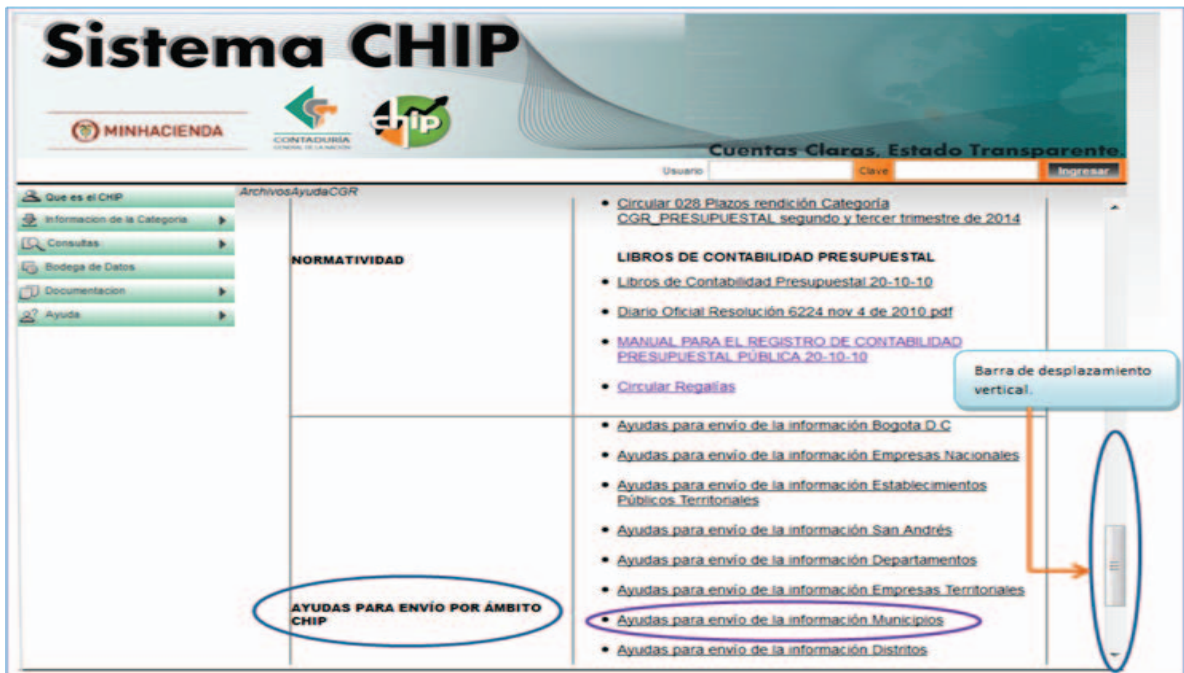 Sistema CHIP
MINHACIENDA
CONTADURÍA
GENERAL DE LA NACIÓN
chip
Cuentas Claras, Estado Transparente.
Usuario
Clave
Ingresar
Que es el CHIP
Informacion de la Categoria
Consultas
Bodega de Datos
Documentacion
Ayuda
ArchivosAyudaCGR
NORMATIVIDAD
• Circular 028 Plazos rendición Categoría
CGR_PRESUPUESTAL segundo y tercer trimestre de 2014
LIBROS DE CONTABILIDAD PRESUPUESTAL
• Libros de Contabilidad Presupuestal 20-10-10
• Diario Oficial Resolución 6224 nov 4 de 2010.pdf
• MANUAL PARA EL REGISTRO DE CONTABILIDAD
PRESUPUESTAL PÚBLICA 20-10-10
• Circular Regalías
Barra de desplazamiento
vertical.
AYUDAS PARA ENVÍO POR ÁMBITO
CHIP
• Ayudas para envío de la información Bogota D.C
• Ayudas para envío de la información Empresas Nacionales
• Ayudas para envío de la información Establecimientos
Públicos Territoriales
• Ayudas para envío de la información San Andrés
• Ayudas para envío de la información Departamentos
• Ayudas para envío de la información Empresas Territoriales
• Ayudas para envío de la información Municipios
• Ayudas para envío de la información Distritos